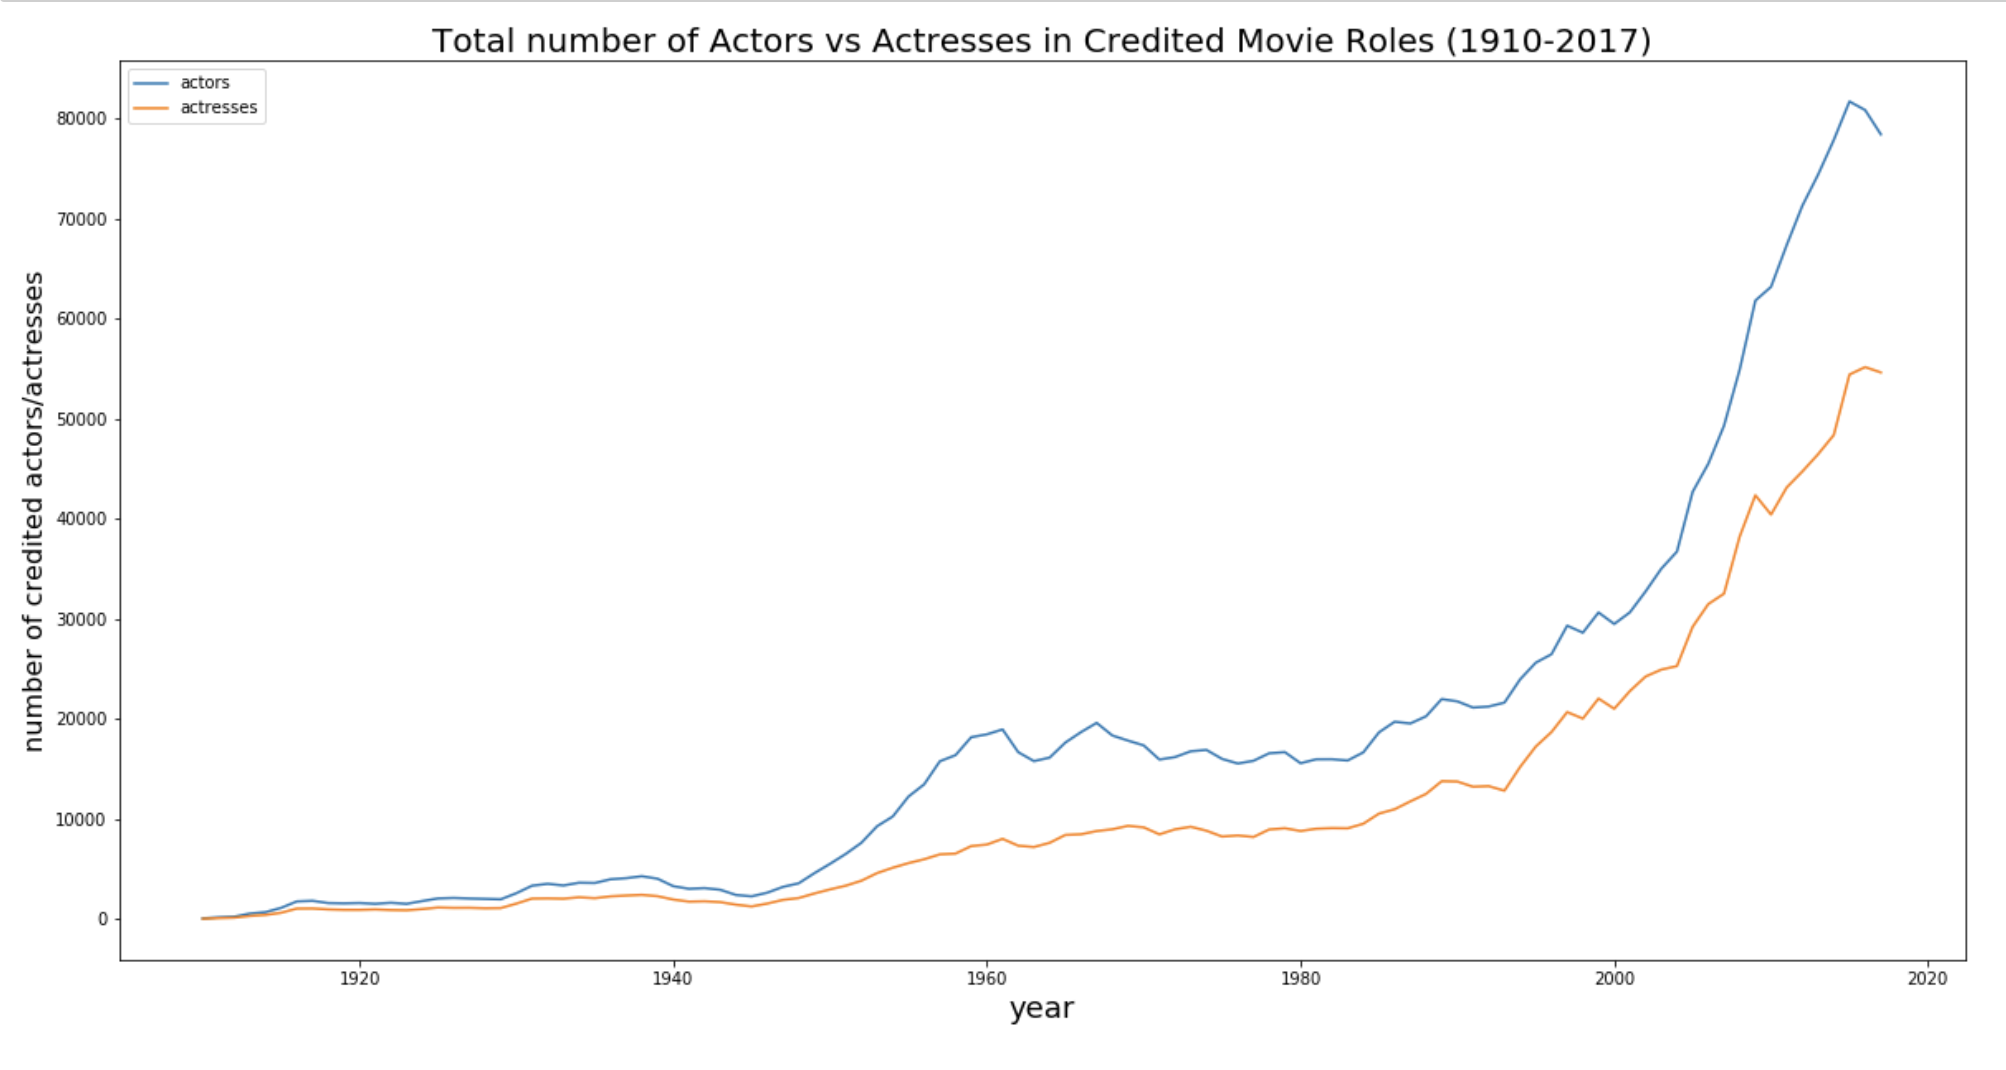 Total number of Actors vs Actresses in Credited Movie Roles (1910-2017)
actors
actresses
80000
70000
60000
50000
40000
30000
20000
10000
0
number of credited actors/actresses
1920 1940 1960 1980 2000 2020
year